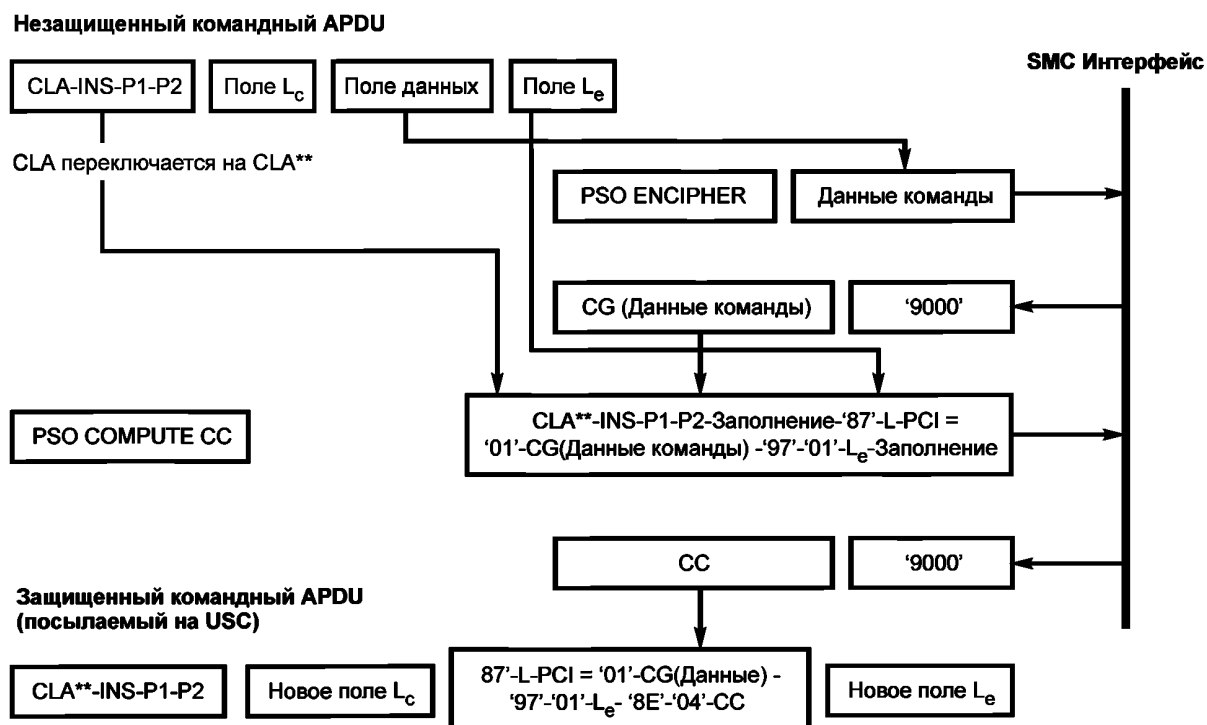 Незащищенный командный APDU
SMC Интерфейс
CLA-INS-P1-P2
Поле Lc
Поле данных
Поле Le
CLA переключается на CLA**
PSO ENCIPHER
Данные команды
CG (Данные команды)
‘9000’
PSO COMPUTE CC
CLA**-INS-P1-P2-Заполнение-‘87’-L-PCI =
‘01’-CG(Данные команды) -‘97’-‘01’-Le-Заполнение
CC
‘9000’
Защищенный командный APDU
(посылаемый на USC)
CLA**-INS-P1-P2
Новое поле Lc
87’-L-PCI = ‘01’-CG(Данные) -
‘97’-‘01’-Le- ‘8E’-‘04’-CC
Новое поле Le